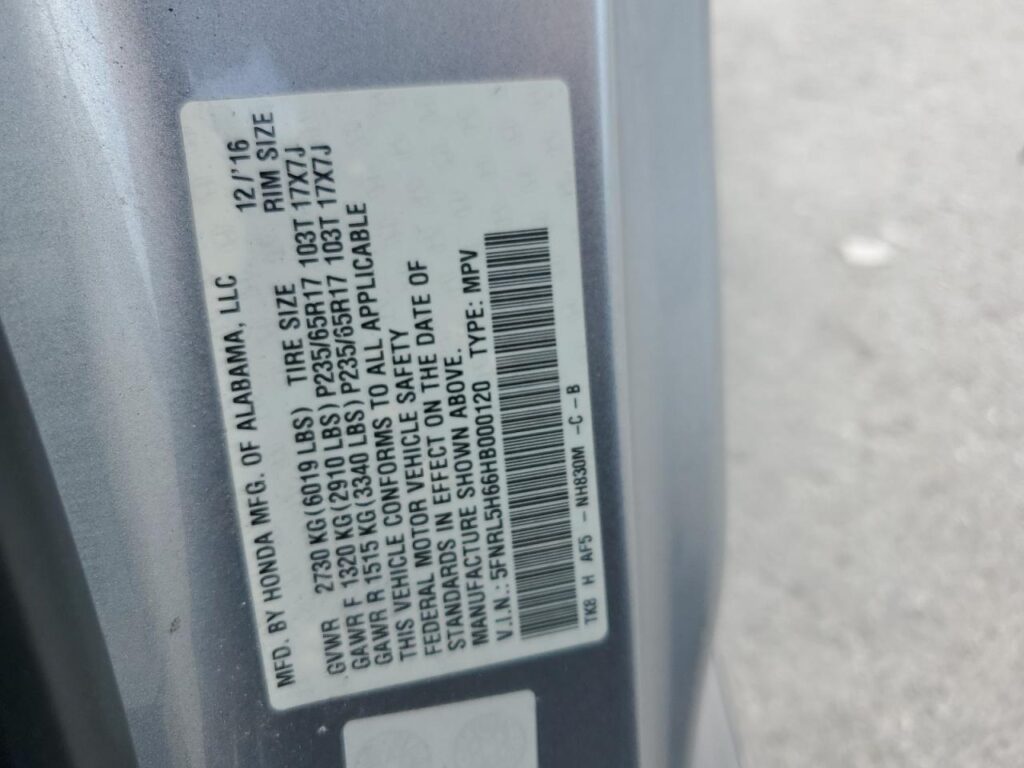 MFD. BY HONDA MFG. OF ALABAMA, LLC 12/'16
GVWR 2730 KG(6019 LBS) TIRE SIZE RIM SIZE
GAWR F 1320 KG(2910 LBS) P235/65R17 103T 17X7J
GAWR R 1515 KG(3340 LBS) P235/65R17 103T 17X7J
THIS VEHICLE CONFORMS TO ALL APPLICABLE
FEDERAL MOTOR VEHICLE SAFETY
STANDARDS IN EFFECT ON THE DATE OF
MANUFACTURE SHOWN ABOVE.
V.I.N.: 5FNRL5H66HB000120 TYPE: MPV
TK8 H AF5 - NH830M -C - B